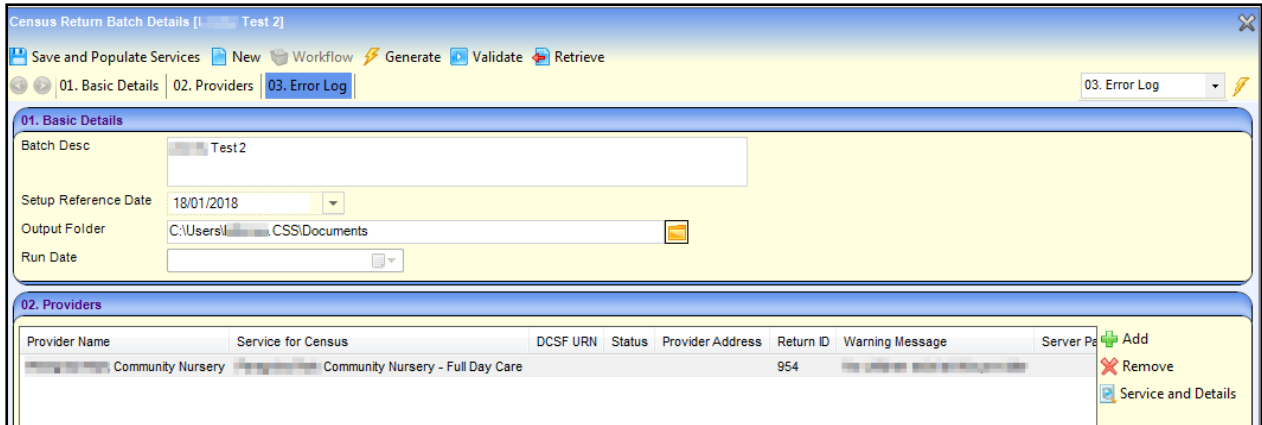 Census Return Batch Details [ Test 2]
Save and Populate Services New Workflow Generate Validate Retrieve
01. Basic Details 02. Providers 03. Error Log 03. Error Log
01. Basic Details
Batch Desc Test 2
Setup Reference Date 18/01/2018
Output Folder C:\Users\ .CSS\Documents
Run Date
02. Providers
Provider Name Service for Census DCSF URN Status Provider Address Return ID Warning Message Server Pa Add
Community Nursery Community Nursery - Full Day Care 954 Remove
Service and Details